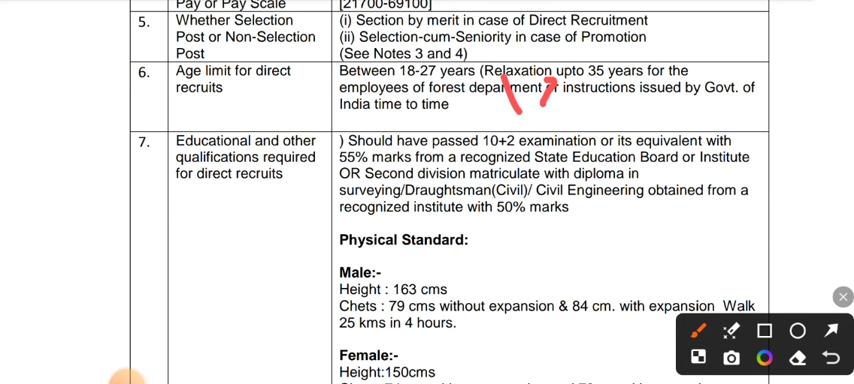 Pay or Pay Scale [21700-69100]
5. Whether Selection Post or Non-Selection Post
(i) Section by merit in case of Direct Recruitment
(ii) Selection-cum-Seniority in case of Promotion
(See Notes 3 and 4)
6. Age limit for direct recruits
Between 18-27 years (Relaxation upto 35 years for the
employees of forest department or instructions issued by Govt. of
India time to time
7. Educational and other
qualifications required
for direct recruits
) Should have passed 10+2 examination or its equivalent with
55% marks from a recognized State Education Board or Institute
OR Second division matriculate with diploma in
surveying/Draughtsman(Civil)/ Civil Engineering obtained from a
recognized institute with 50% marks
Physical Standard:
Male:-
Height : 163 cms
Chets : 79 cms without expansion & 84 cm. with expansion Walk
25 kms in 4 hours.
Female:-
Height:150cms